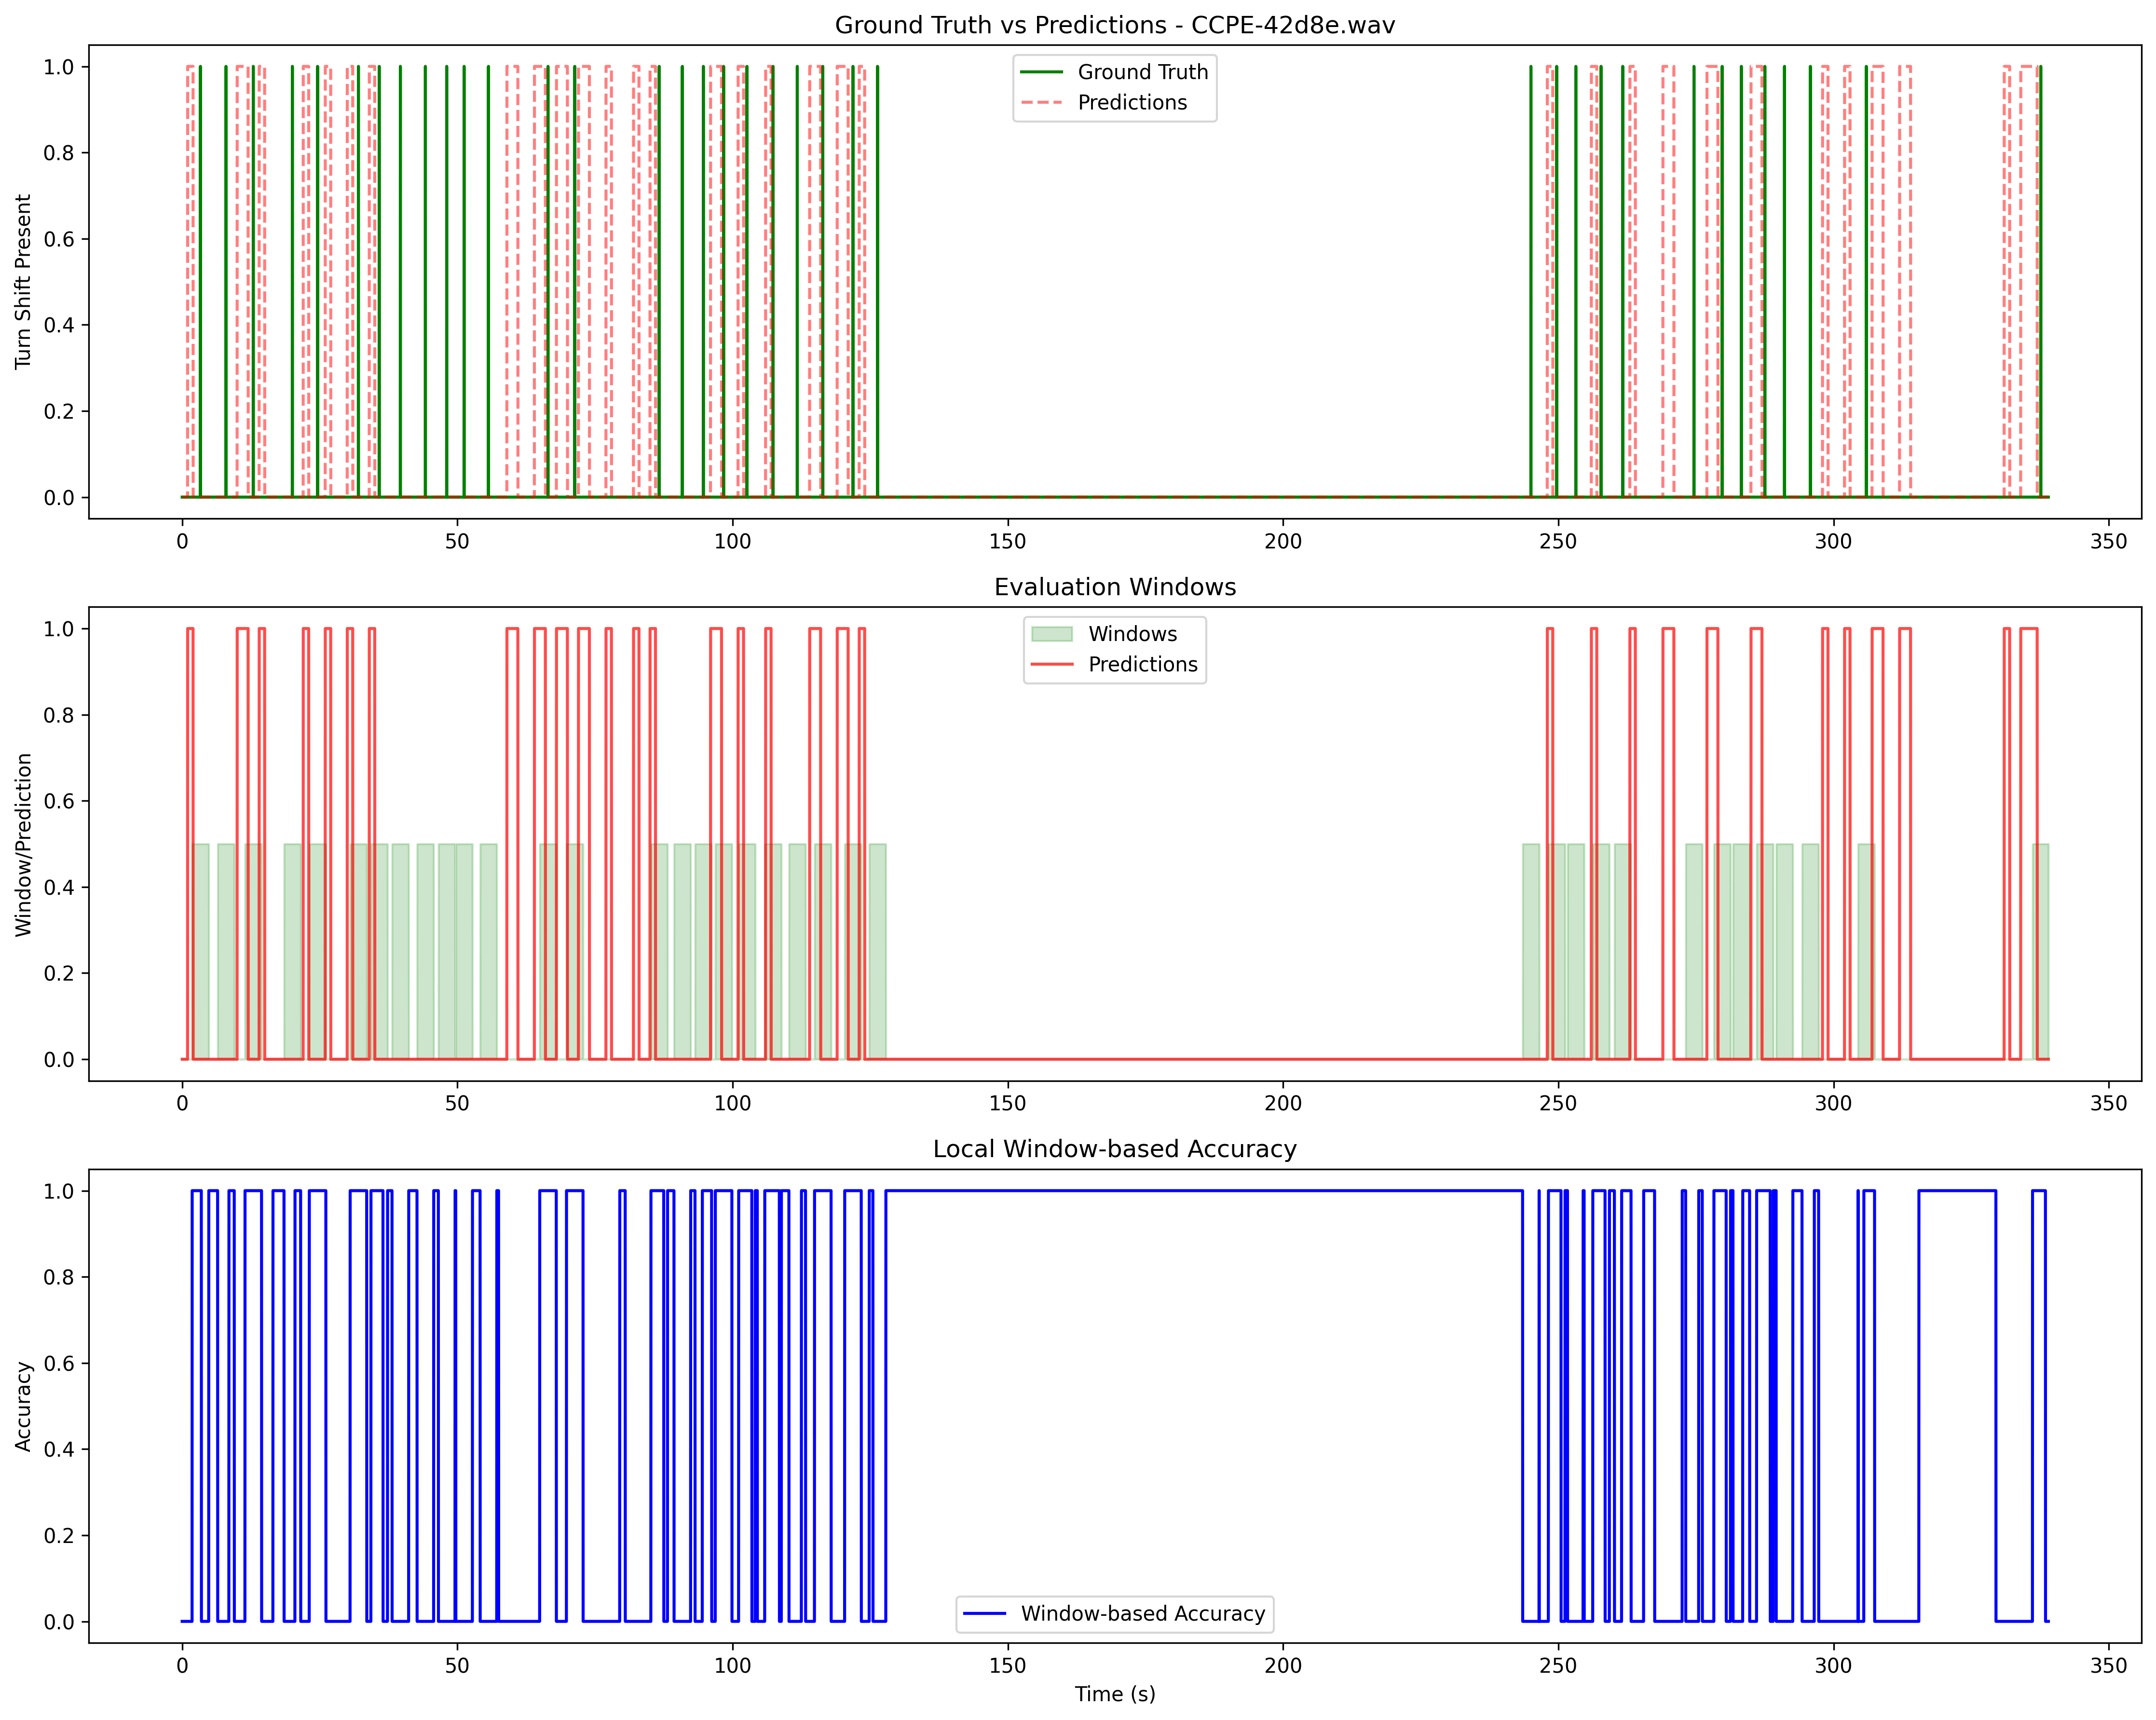 Ground Truth vs Predictions - CCPE-42d8e.wav
Turn Shift Present
1.0
0.8
0.6
0.4
0.2
0.0
Ground Truth
Predictions
0 50 100 150 200 250 300 350
Evaluation Windows
Window/Prediction
1.0
0.8
0.6
0.4
0.2
0.0
Windows
Predictions
0 50 100 150 200 250 300 350
Local Window-based Accuracy
Accuracy
1.0
0.8
0.6
0.4
0.2
0.0
Window-based Accuracy
0 50 100 150 200 250 300 350
Time (s)